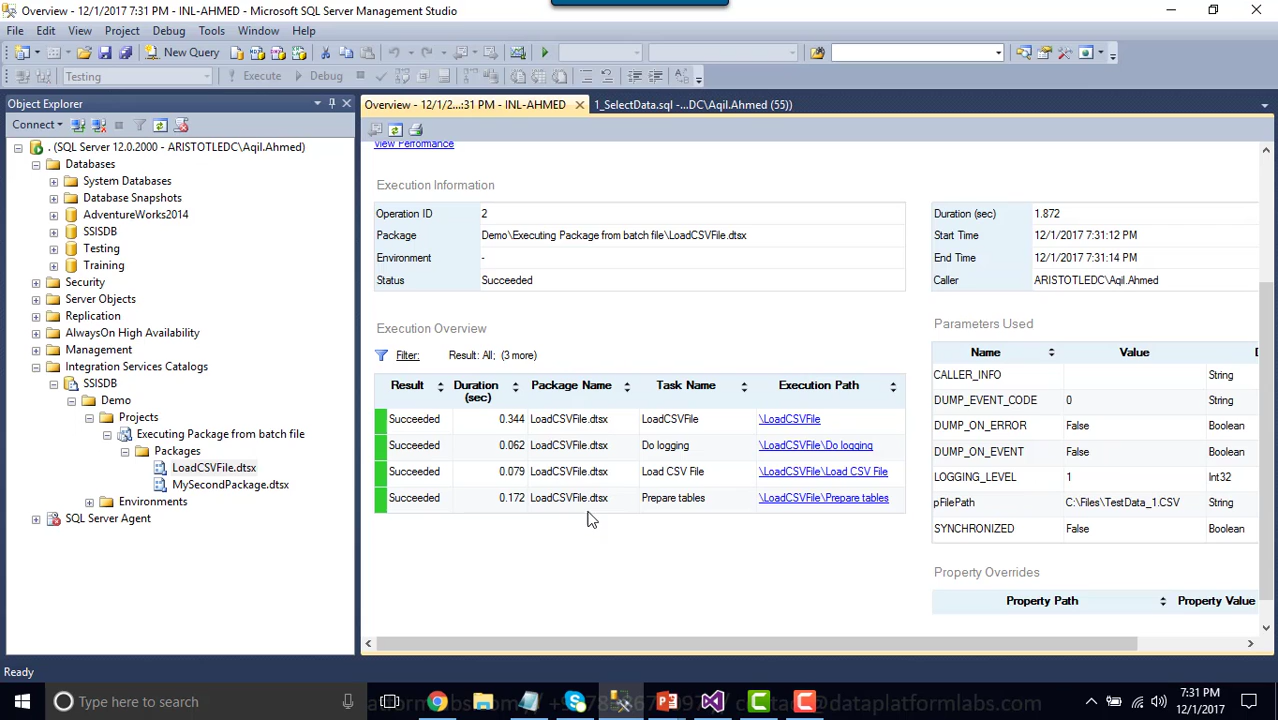 Overview - 12/1/2017 7:31 PM - INL-AHMED - Microsoft SQL Server Management Studio
File Edit View Project Debug Tools Window Help
New Query
Testing Execute Debug
Object Explorer
Connect
. (SQL Server 12.0.2000 - ARISTOTLEDC\Aqil.Ahmed)
Databases
System Databases
Database Snapshots
AdventureWorks2014
SSISDB
Testing
Training
Security
Server Objects
Replication
AlwaysOn High Availability
Management
Integration Services Catalogs
SSISDB
Demo
Projects
Executing Package from batch file
Packages
LoadCSVFile.dtsx
MySecondPackage.dtsx
Environments
SQL Server Agent
Overview - 12/1/2...:31 PM - INL-AHMED 1_SelectData.sql -...DC\Aqil.Ahmed (55))
View Performance
Execution Information
Operation ID 2
Package Demo\Executing Package from batch file\LoadCSVFile.dtsx
Environment -
Status Succeeded
Duration (sec) 1.872
Start Time 12/1/2017 7:31:12 PM
End Time 12/1/2017 7:31:14 PM
Caller ARISTOTLEDC\Aqil.Ahmed
Execution Overview
Filter: Result: All; (3 more)
Result Duration (sec) Package Name Task Name Execution Path
Succeeded 0.344 LoadCSVFile.dtsx LoadCSVFile \LoadCSVFile
Succeeded 0.062 LoadCSVFile.dtsx Do logging \LoadCSVFile\Do logging
Succeeded 0.079 LoadCSVFile.dtsx Load CSV File \LoadCSVFile\Load CSV File
Succeeded 0.172 LoadCSVFile.dtsx Prepare tables \LoadCSVFile\Prepare tables
Parameters Used
Name Value D
CALLER_INFO String
DUMP_EVENT_CODE 0 String
DUMP_ON_ERROR False Boolean
DUMP_ON_EVENT False Boolean
LOGGING_LEVEL 1 Int32
pFilePath C:\Files\TestData_1.CSV String
SYNCHRONIZED False Boolean
Property Overrides
Property Path Property Value
Ready
Type here to search
7:31 PM
12/1/2017